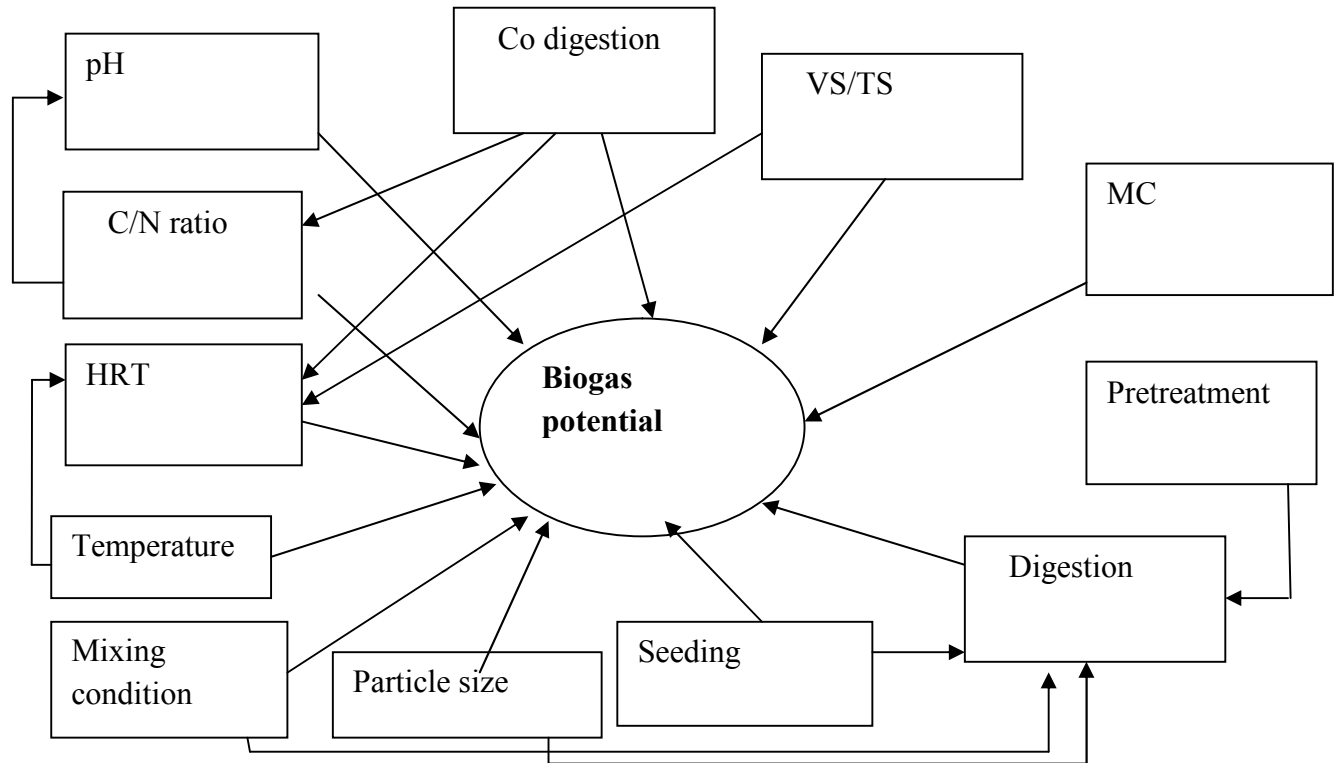 Co digestion
pH
VS/TS
MC
C/N ratio
HRT
Biogas
potential
Pretreatment
Temperature
Digestion
Mixing
condition
Particle size
Seeding